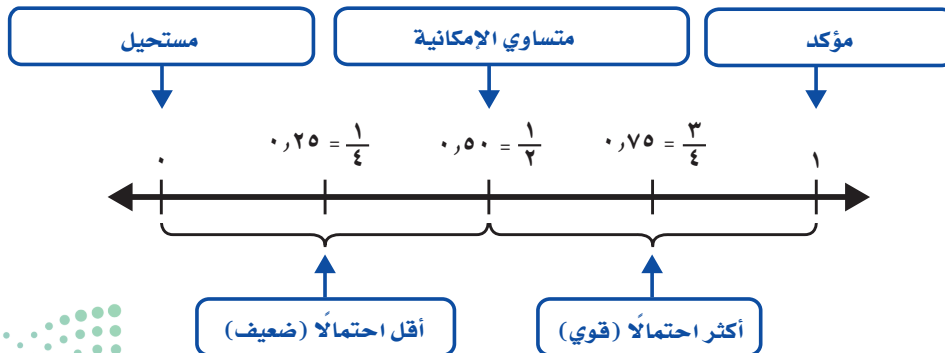 مستحيل
متساوي الإمكانية
مؤكد
٠
٠,٢٥ = ١/٤
٠,٥٠ = ١/٢
٠,٧٥ = ٣/٤
١
أقل احتمالًا (ضعيف)
أكثر احتمالًا (قوي)